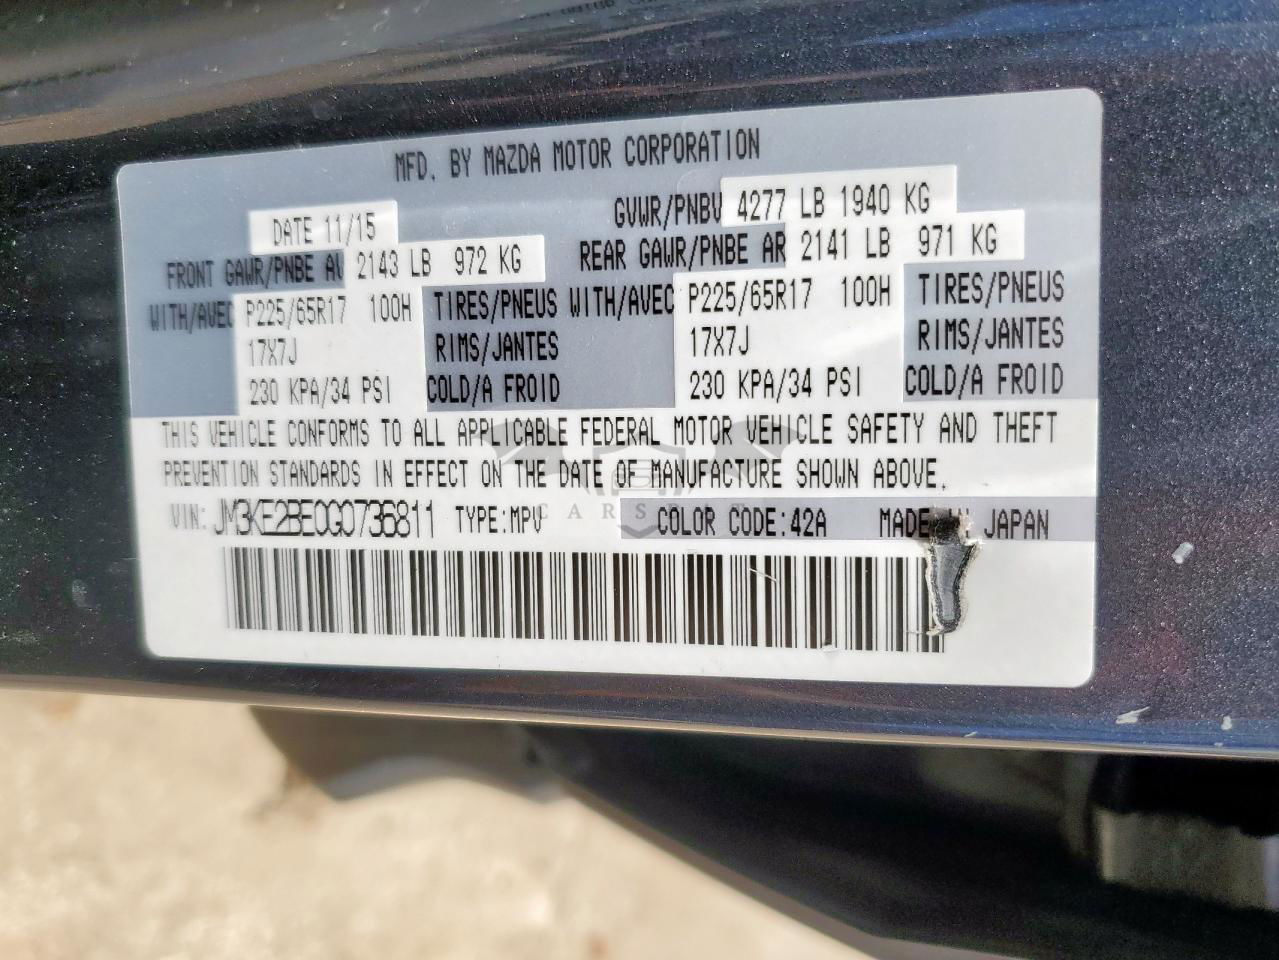 MFD. BY MAZDA MOTOR CORPORATION
DATE 11/15 GVWR/PNBV 4277 LB 1940 KG
FRONT GAWR/PNBE AV 2143 LB 972 KG REAR GAWR/PNBE AR 2141 LB 971 KG
WITH/AVEC P225/65R17 100H TIRES/PNEUS WITH/AVEC P225/65R17 100H TIRES/PNEUS
17X7J RIMS/JANTES 17X7J RIMS/JANTES
230 KPA/34 PSI COLD/A FROID 230 KPA/34 PSI COLD/A FROID
THIS VEHICLE CONFORMS TO ALL APPLICABLE FEDERAL MOTOR VEHICLE SAFETY AND THEFT
PREVENTION STANDARDS IN EFFECT ON THE DATE OF MANUFACTURE SHOWN ABOVE.
VIN: JM3KE2BE0G0736811 TYPE:MPV COLOR CODE:42A MADE IN JAPAN